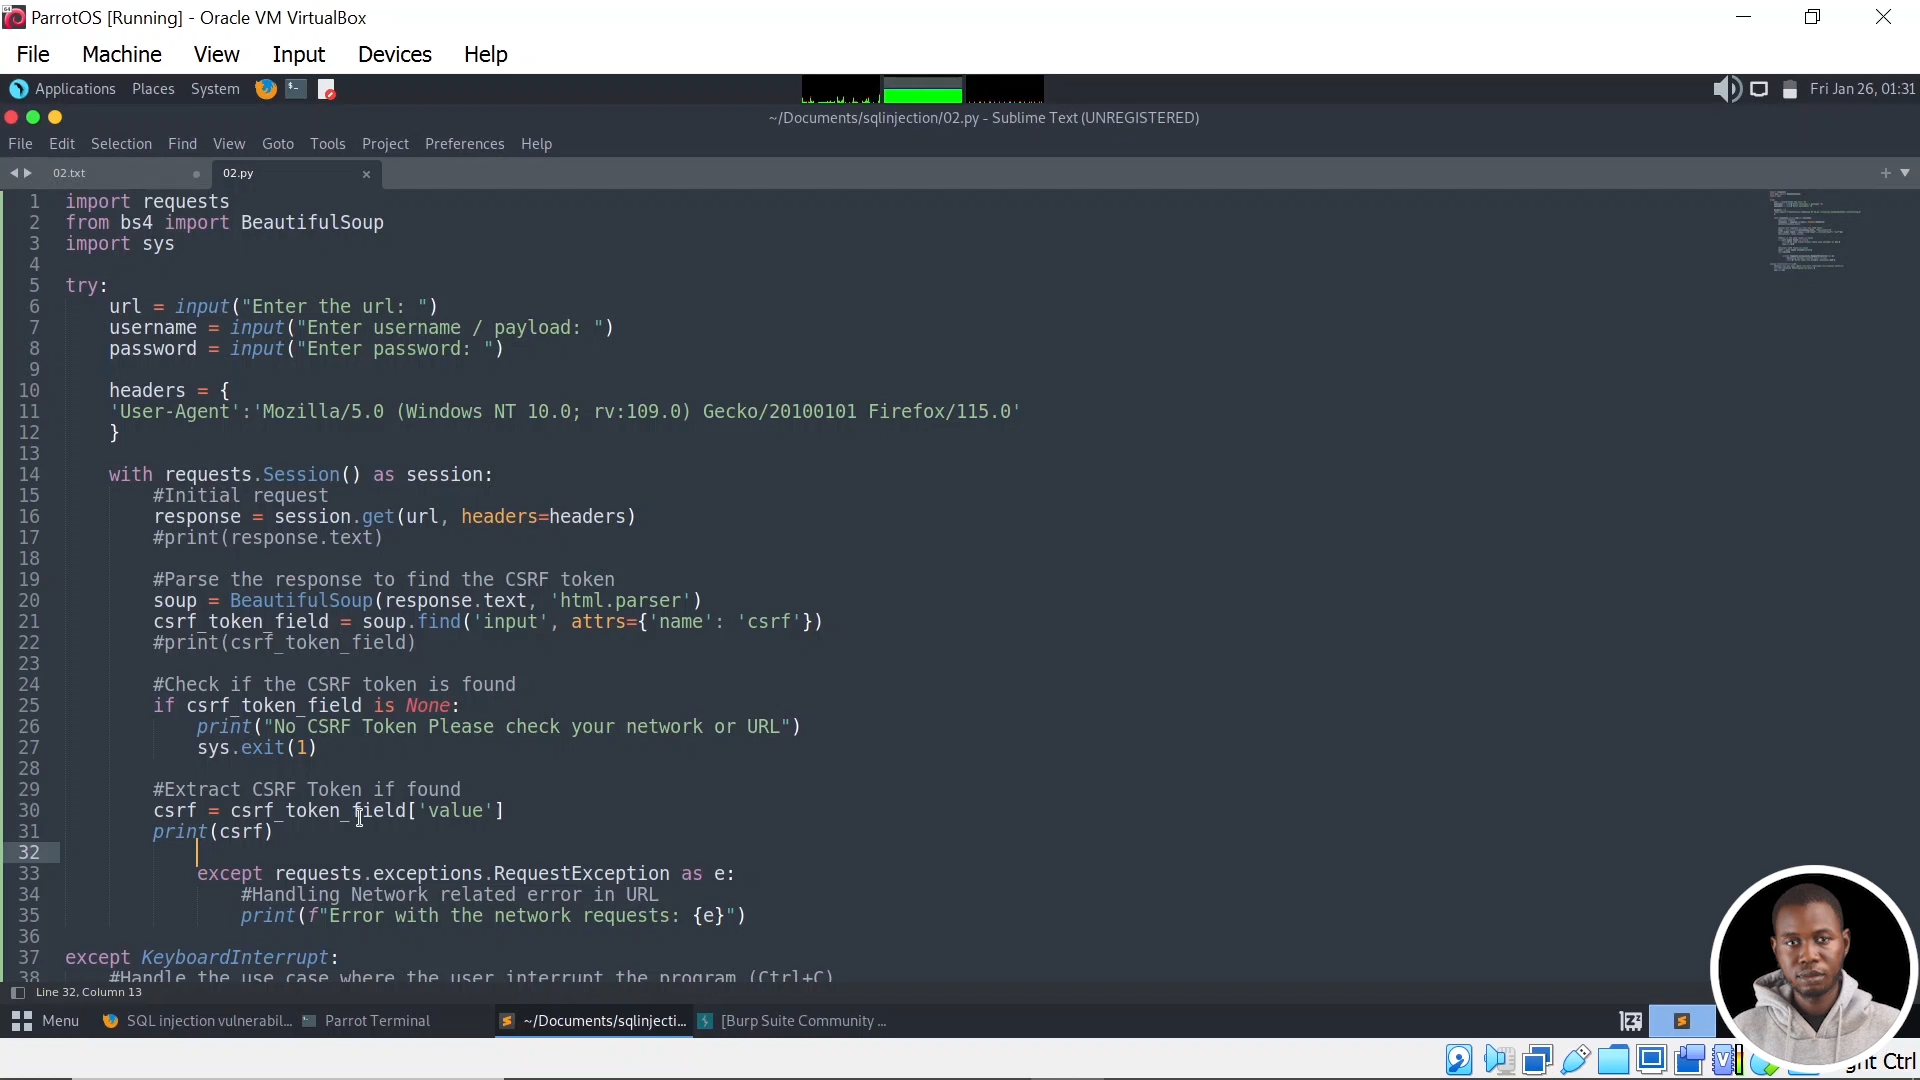 ParrotOS [Running] - Oracle VM VirtualBox
File Machine View Input Devices Help
Applications Places System Fri Jan 26, 01:31
~/Documents/sqlinjection/02.py - Sublime Text (UNREGISTERED)
File Edit Selection Find View Goto Tools Project Preferences Help
02.txt 02.py
1 import requests
2 from bs4 import BeautifulSoup
3 import sys
4
5 try:
6 url = input("Enter the url: ")
7 username = input("Enter username / payload: ")
8 password = input("Enter password: ")
9
10 headers = {
11 'User-Agent':'Mozilla/5.0 (Windows NT 10.0; rv:109.0) Gecko/20100101 Firefox/115.0'
12 }
13
14 with requests.Session() as session:
15 #Initial request
16 response = session.get(url, headers=headers)
17 #print(response.text)
18
19 #Parse the response to find the CSRF token
20 soup = BeautifulSoup(response.text, 'html.parser')
21 csrf_token_field = soup.find('input', attrs={'name': 'csrf'})
22 #print(csrf_token_field)
23
24 #Check if the CSRF token is found
25 if csrf_token_field is None:
26 print("No CSRF Token Please check your network or URL")
27 sys.exit(1)
28
29 #Extract CSRF Token if found
30 csrf = csrf_token_field['value']
31 print(csrf)
32
33 except requests.exceptions.RequestException as e:
34 #Handling Network related error in URL
35 print(f"Error with the network requests: {e}")
36
37 except KeyboardInterrupt:
38 #Handle the use case where the user interrupt the program (Ctrl+C)
Line 32, Column 13
Menu SQL injection vulnerabil... Parrot Terminal ~/Documents/sqlinjecti... [Burp Suite Community ...
Ctrl